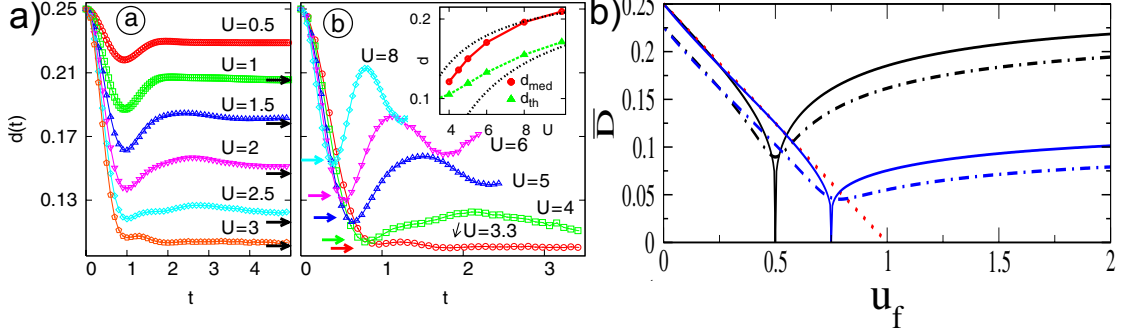 a)
a
0.25
0.21
0.17
0.13
d(t)
U=0.5
U=1
U=1.5
U=2
U=2.5
U=3
0 1 2 3 4
t
b
U=8
U=6
U=5
U=4
U=3.3
0 1 2 3
t
0.2
0.1
d
4 6 8 U
d_med
d_th
b)
0.25
0.2
0.15
0.1
0.05
0
D
0 0.5 1 1.5 2
u_f